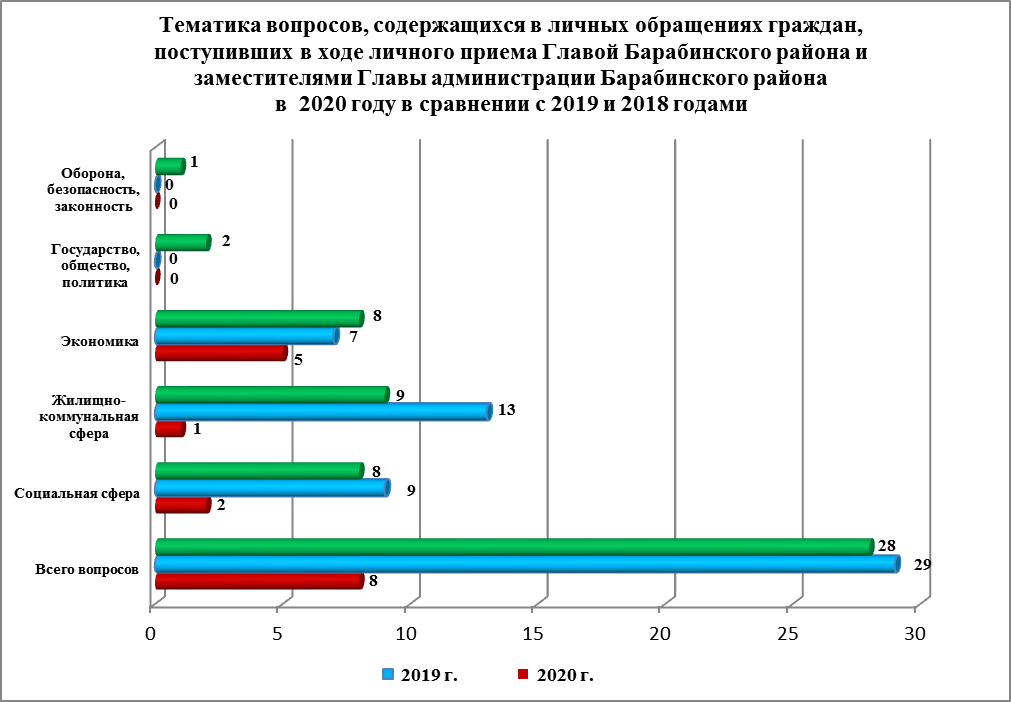 Тематика вопросов, содержащихся в личных обращениях граждан,
поступивших в ходе личного приема Главой Барабинского района и
заместителями Главы администрации Барабинского района
в 2020 году в сравнении с 2019 и 2018 годами
Оборона,
безопасность,
законность
1
0
0
Государство,
общество,
политика
2
0
0
Экономика
8
7
5
Жилищно-
коммунальная
сфера
9
13
1
Социальная сфера
8
9
2
Всего вопросов
28
29
8
0 5 10 15 20 25 30
2019 г. 2020 г.